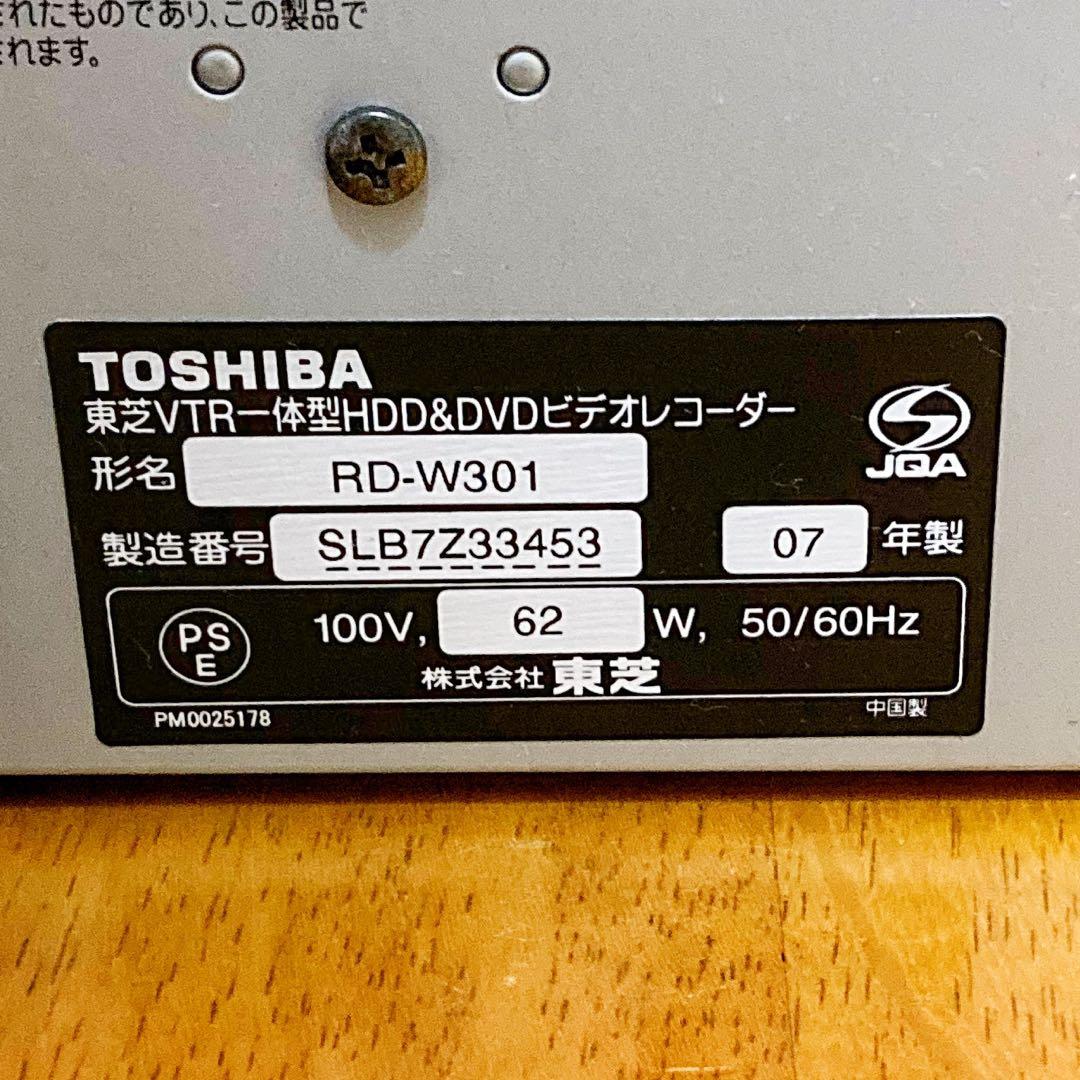 れたものであり、この製品で
れます。
TOSHIBA
東芝VTR一体型HDD&DVDビデオレコーダー
JQA
形名 RD-W301
製造番号 SLB7Z33453 07 年製
PSE 100V, 62 W, 50/60Hz
株式会社 東芝
PM0025178 中国製